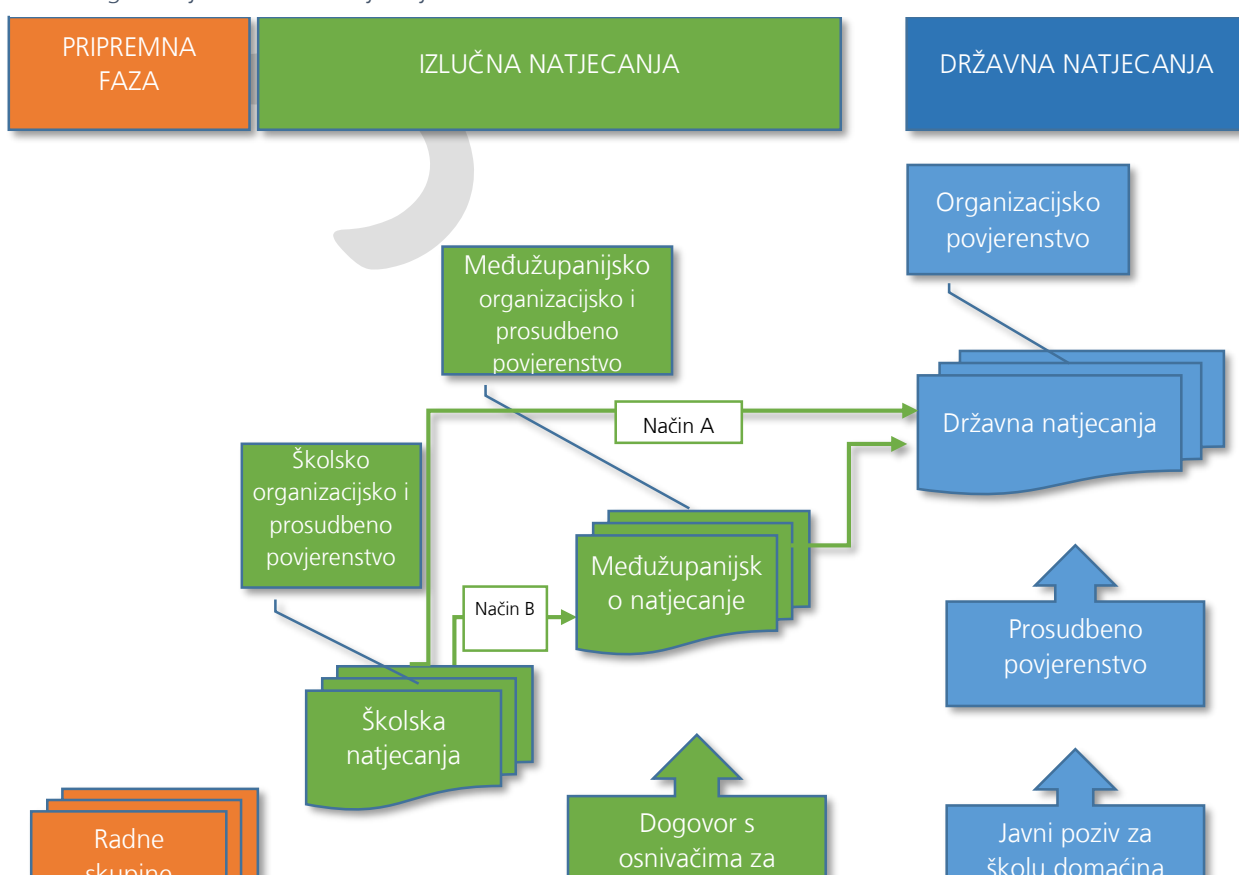 PRIPREMNA
FAZA
IZLUČNA NATJECANJA
DRŽAVNA NATJECANJA
Organizacijsko
povjerenstvo
Međužupanijsko
organizacijsko i
prosudbeno
povjerenstvo
Način A
Državna natjecanja
Školsko
organizacijsko i
prosudbeno
povjerenstvo
Međužupanijsk
o natjecanje
Način B
Prosudbeno
povjerenstvo
Školska
natjecanja
Radne
skupine
Dogovor s
osnivačima za
Javni poziv za
školu domaćina